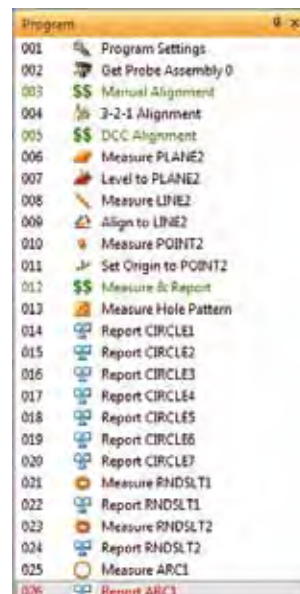 Program
001 Program Settings
002 Get Probe Assembly 0
003 $$ Manual Alignment
004 3-2-1 Alignment
005 $$ DCC Alignment
006 Measure PLANE2
007 Level to PLANE2
008 Measure LINE2
009 Align to LINE2
010 Measure POINT2
011 Set Origin to POINT2
012 $$ Measure & Report
013 Measure Hole Pattern
014 Report CIRCLE1
015 Report CIRCLE2
016 Report CIRCLE3
017 Report CIRCLE4
018 Report CIRCLE5
019 Report CIRCLE6
020 Report CIRCLE7
021 Measure RNDSLT1
022 Report RNDSLT1
023 Measure RNDSLT2
024 Report RNDSLT2
025 Measure ARC1
026 Report ARC1